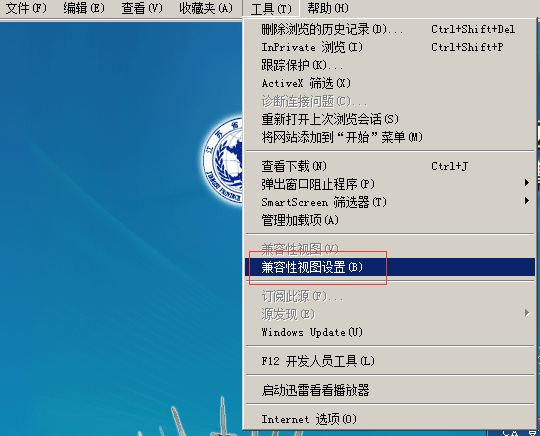 文件(F) 编辑(E) 查看(V) 收藏夹(A) 工具(T) 帮助(H)
删除浏览的历史记录(D)... Ctrl+Shift+Del
InPrivate 浏览(I) Ctrl+Shift+P
跟踪保护(K)...
ActiveX 筛选(X)
诊断连接问题(C)...
重新打开上次浏览会话(S)
将网站添加到“开始”菜单(M)
查看下载(N) Ctrl+J
弹出窗口阻止程序(P)
SmartScreen 筛选器(T)
管理加载项(A)
兼容性视图(V)
兼容性视图设置(B)
订阅此源(F)...
源发现(E)
Windows Update(U)
F12 开发人员工具(L)
启动迅雷看看播放器
Internet 选项(O)